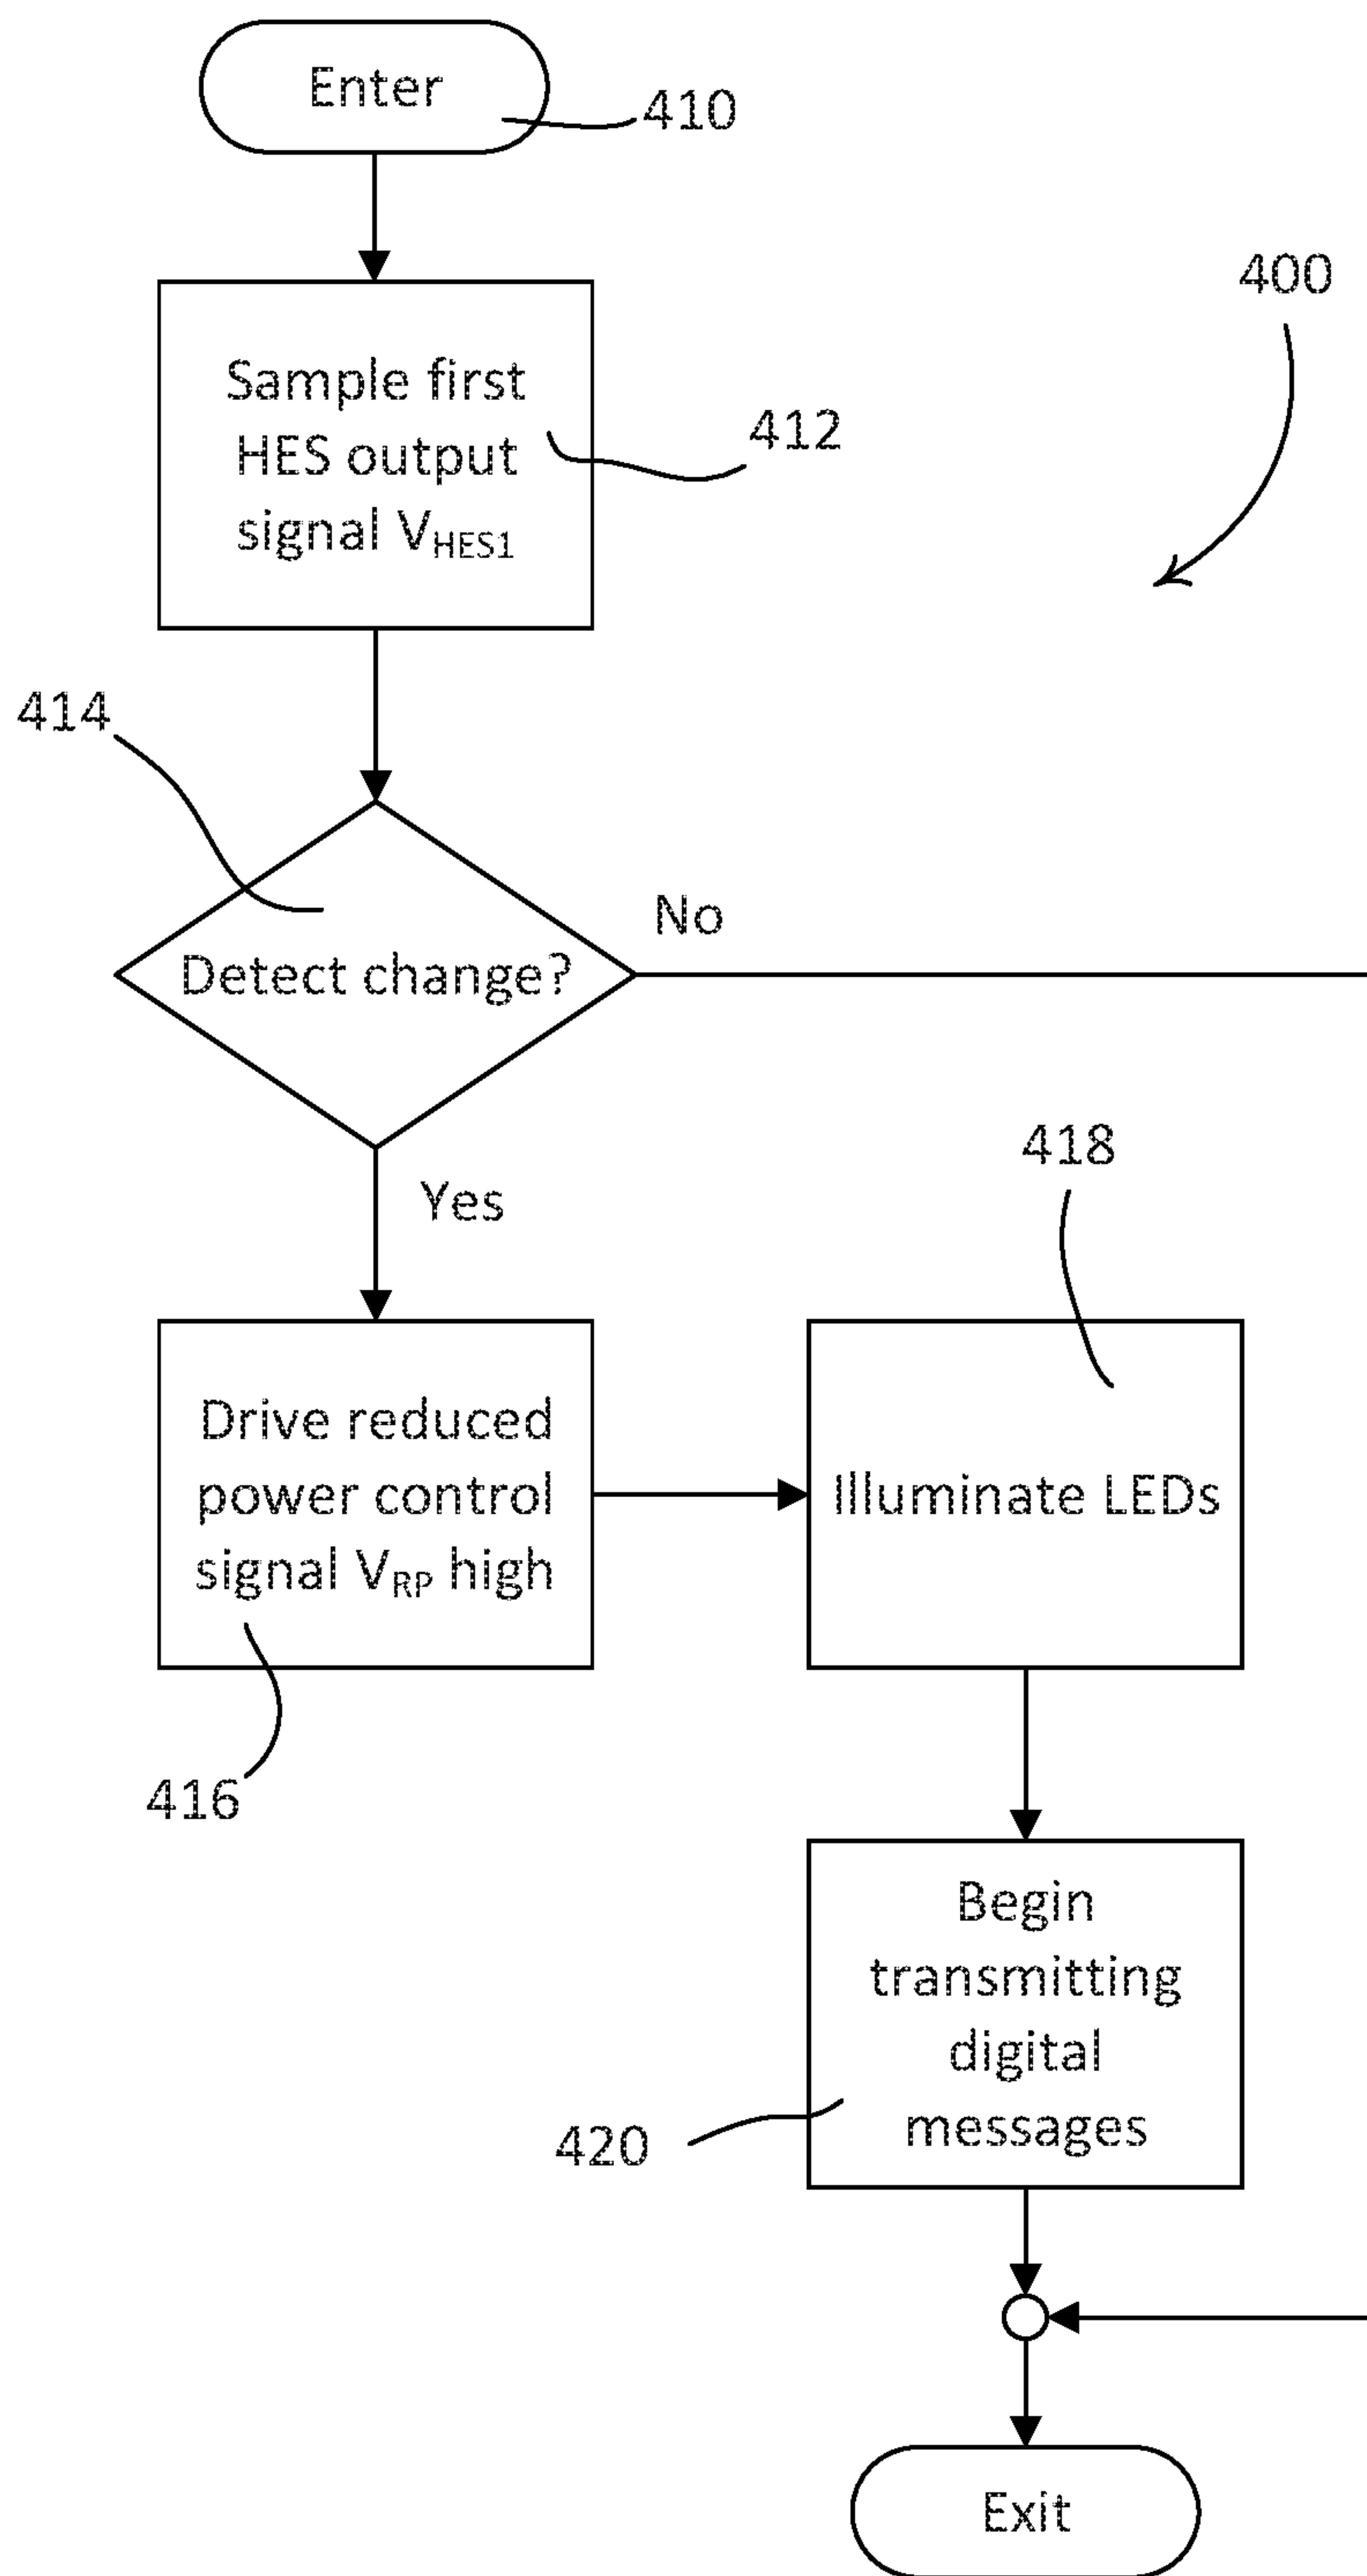 Enter
410
400
Sample first
HES output
signal VHES1
412
414
Detect change?
No
Yes
418
Drive reduced
power control
signal VRP high
Illuminate LEDs
416
Begin
transmitting
digital
messages
420
Exit